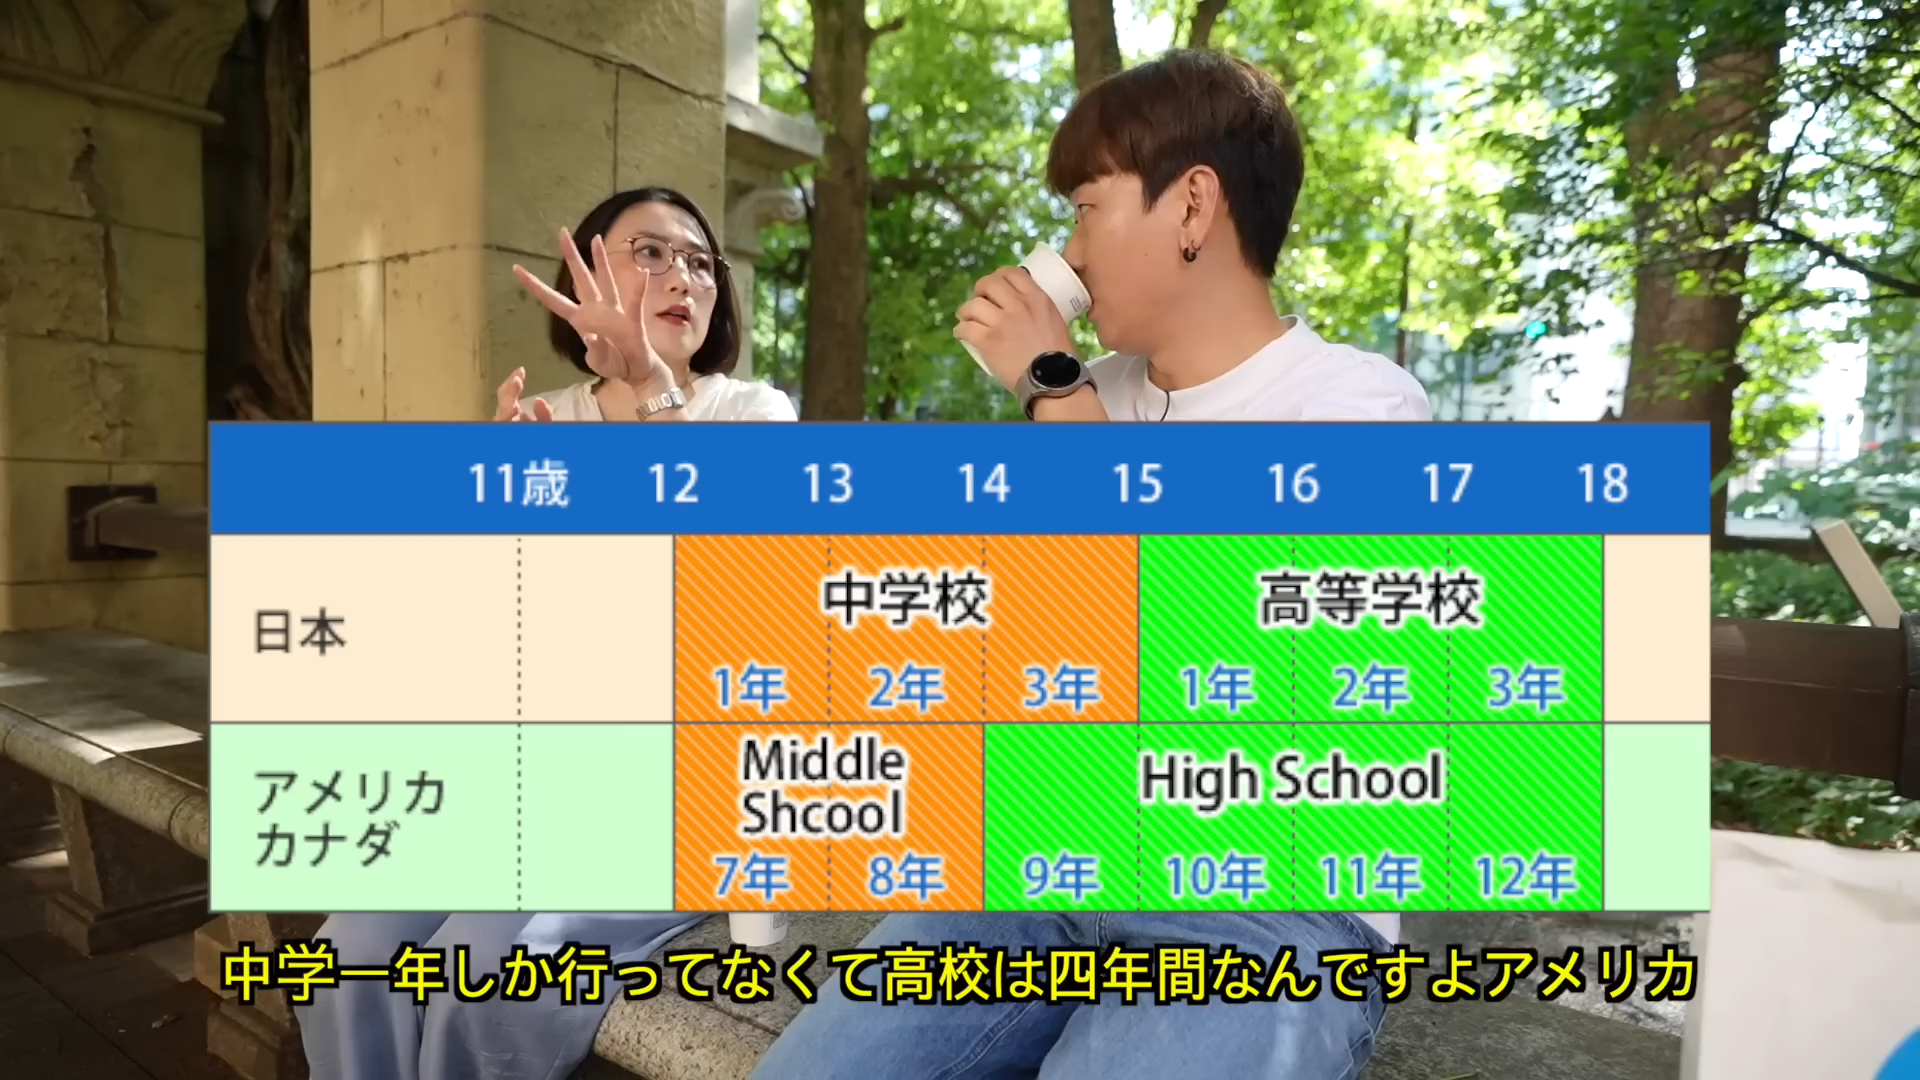 11歳 12 13 14 15 16 17 18
日本
中学校
1年 2年 3年
高等学校
1年 2年 3年
アメリカ
カナダ
Middle
Shcool
7年 8年
High School
9年 10年 11年 12年
中学一年しか行ってなくて高校は四年間なんですよアメリカ